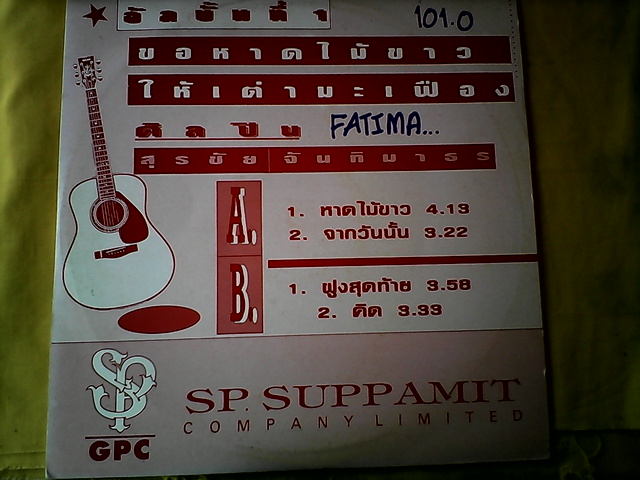 อัลบั้มที่ 1
101.0
ขอหาดไม้ขาว
ให้เต่ามะเฟือง
ศิลปิน FATIMA...
สุรชัย จันทิมาธร
A.
1. หาดไม้ขาว 4.13
2. จากวันนั้น 3.22
B.
1. ฝูงสุดท้าย 3.58
2. คิด 3.33
SP
GPC
SP. SUPPAMIT
COMPANY LIMITED